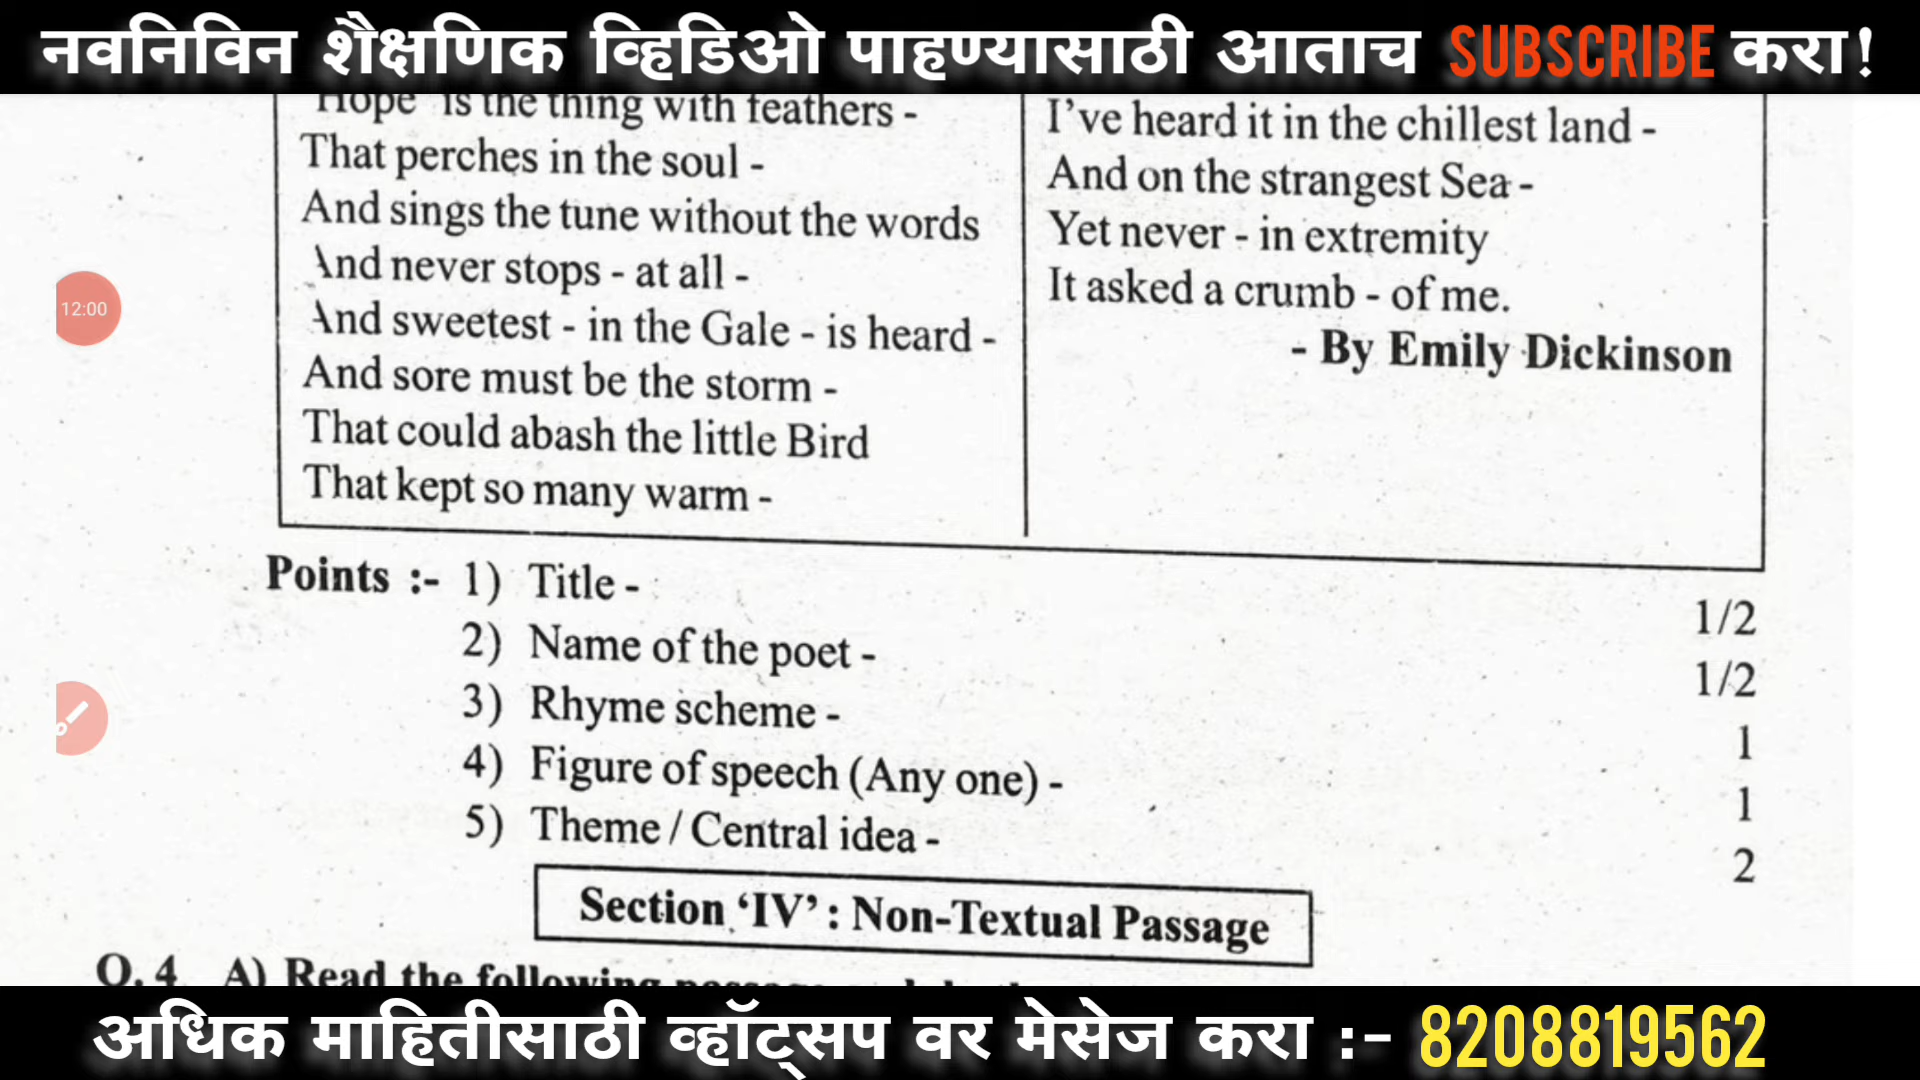 नवनिविन शैक्षणिक व्हिडिओ पाहण्यासाठी आताच SUBSCRIBE करा!
Hope is the thing with feathers -
That perches in the soul -
And sings the tune without the words
And never stops - at all -
And sweetest - in the Gale - is heard -
And sore must be the storm -
That could abash the little Bird
That kept so many warm -
I've heard it in the chillest land -
And on the strangest Sea -
Yet never - in extremity
It asked a crumb - of me.
- By Emily Dickinson
12:00
Points :- 1) Title - 1/2
2) Name of the poet - 1/2
3) Rhyme scheme - 1
4) Figure of speech (Any one) - 1
5) Theme / Central idea - 2
Section 'IV' : Non-Textual Passage
Q. 4 A) Read the following passage
अधिक माहितीसाठी व्हॉट्सप वर मेसेज करा :- 8208819562